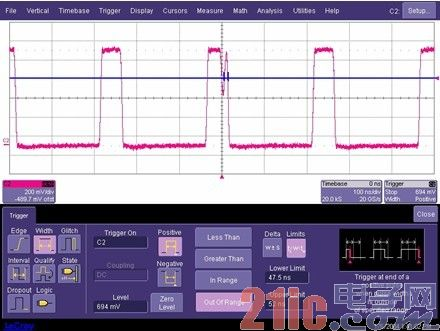 File Vertical Timebase Trigger Display Cursors Measure Math Analysis Utilities Help
C2 Setup...
C2
C2
200 mV/div
-489.7 mV ofst
Timebase 0 ns
100 ns/div
20.0 kS 20 GS/s
Trigger
Stop 694 mV
Width Positive
Trigger
Close
Edge Width Glitch
Interval Qualify State
Dropout Logic
Trigger On
C2
Coupling
DC
Level
694 mV
Positive
Negative
Zero Level
Less Than
Greater Than
In Range
Out Of Range
Delta Limits
Lower Limit
47.5 ns
Upper Limit
Trigger at end of a
LeCroy
21ic.com
电子网